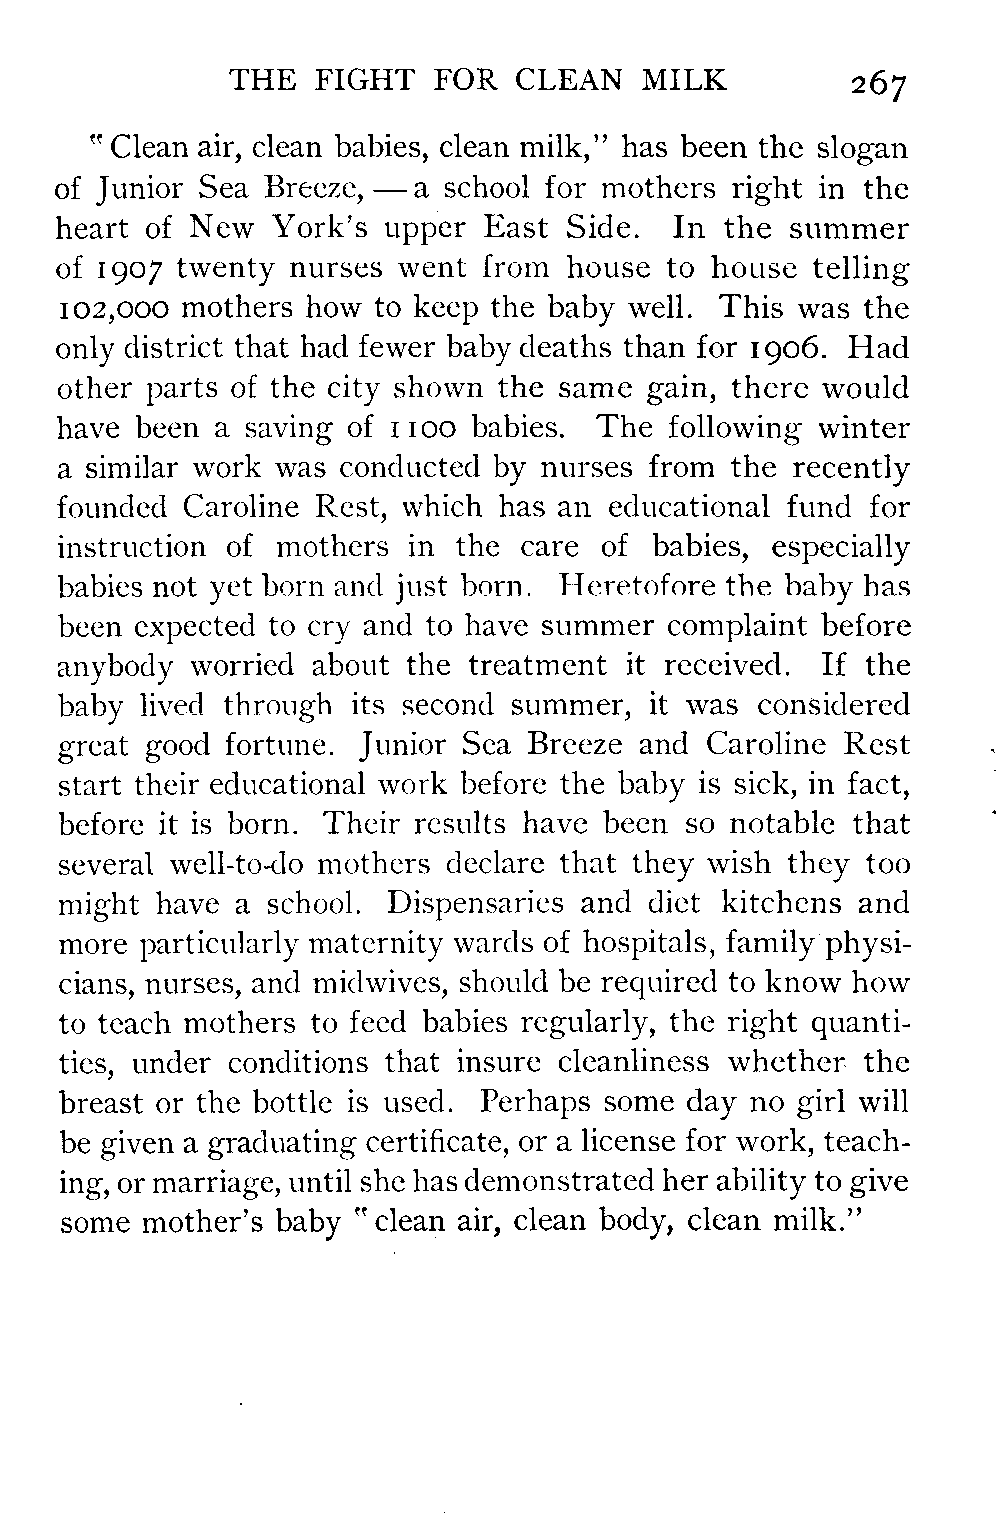 THE FIGHT FOR CLEAN MILK 267
"Clean air, clean babies, clean milk," has been the slogan
of Junior Sea Breeze, — a school for mothers right in the
heart of New York's upper East Side. In the summer
of 1907 twenty nurses went from house to house telling
102,000 mothers how to keep the baby well. This was the
only district that had fewer baby deaths than for 1906. Had
other parts of the city shown the same gain, there would
have been a saving of 1100 babies. The following winter
a similar work was conducted by nurses from the recently
founded Caroline Rest, which has an educational fund for
instruction of mothers in the care of babies, especially
babies not yet born and just born. Heretofore the baby has
been expected to cry and to have summer complaint before
anybody worried about the treatment it received. If the
baby lived through its second summer, it was considered
great good fortune. Junior Sea Breeze and Caroline Rest
start their educational work before the baby is sick, in fact,
before it is born. Their results have been so notable that
several well-to-do mothers declare that they wish they too
might have a school. Dispensaries and diet kitchens and
more particularly maternity wards of hospitals, family physi-
cians, nurses, and midwives, should be required to know how
to teach mothers to feed babies regularly, the right quanti-
ties, under conditions that insure cleanliness whether the
breast or the bottle is used. Perhaps some day no girl will
be given a graduating certificate, or a license for work, teach-
ing, or marriage, until she has demonstrated her ability to give
some mother's baby "clean air, clean body, clean milk."